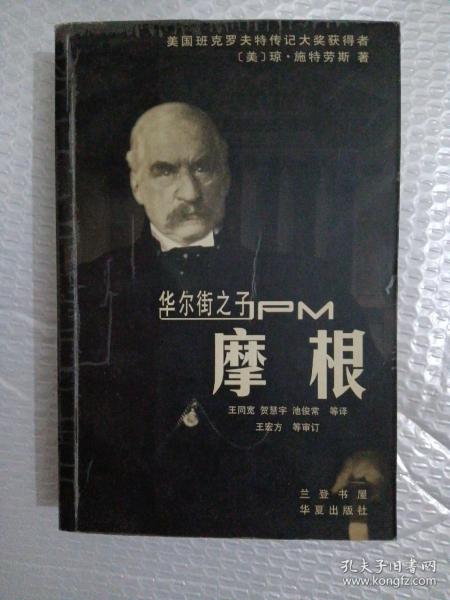 美国班克罗夫特传记大奖获得者
〔美〕琼·施特劳斯 著
华尔街之子 JPM
摩根
王同宽 贺慧宇 池俊常 等译
王宏方 等审订
兰登书屋
华夏出版社
孔夫子旧书网
www.kongfz.com